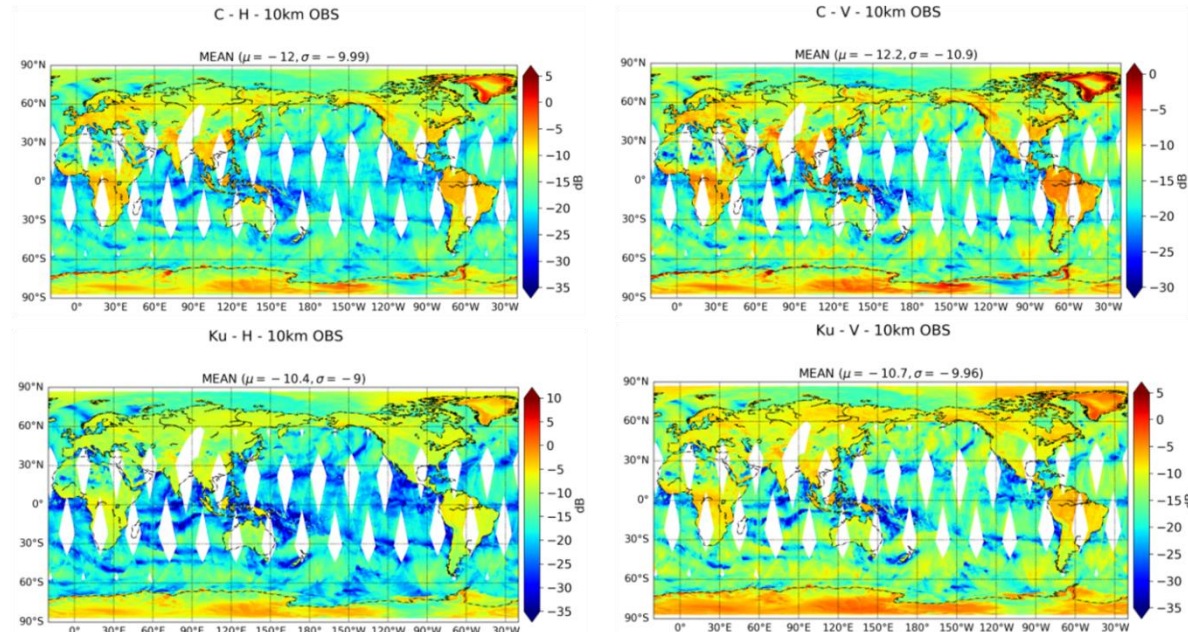 C - H - 10km OBS
MEAN (μ = −12, σ = −9.99)
90°N
60°N
30°N
0°
30°S
60°S
90°S
0° 30°E 60°E 90°E 120°E 150°E 180° 150°W 120°W 90°W 60°W 30°W
5
0
−5
−10
−15
−20
−25
−30
−35
dB
C - V - 10km OBS
MEAN (μ = −12.2, σ = −10.9)
90°N
60°N
30°N
0°
30°S
60°S
90°S
0° 30°E 60°E 90°E 120°E 150°E 180° 150°W 120°W 90°W 60°W 30°W
0
−5
−10
−15
−20
−25
−30
dB
Ku - H - 10km OBS
MEAN (μ = −10.4, σ = −9)
90°N
60°N
30°N
0°
30°S
60°S
90°S
0° 30°E 60°E 90°E 120°E 150°E 180° 150°W 120°W 90°W 60°W 30°W
10
5
0
−5
−10
−15
−20
−25
−30
−35
dB
Ku - V - 10km OBS
MEAN (μ = −10.7, σ = −9.96)
90°N
60°N
30°N
0°
30°S
60°S
90°S
0° 30°E 60°E 90°E 120°E 150°E 180° 150°W 120°W 90°W 60°W 30°W
5
0
−5
−10
−15
−20
−25
−30
−35
dB